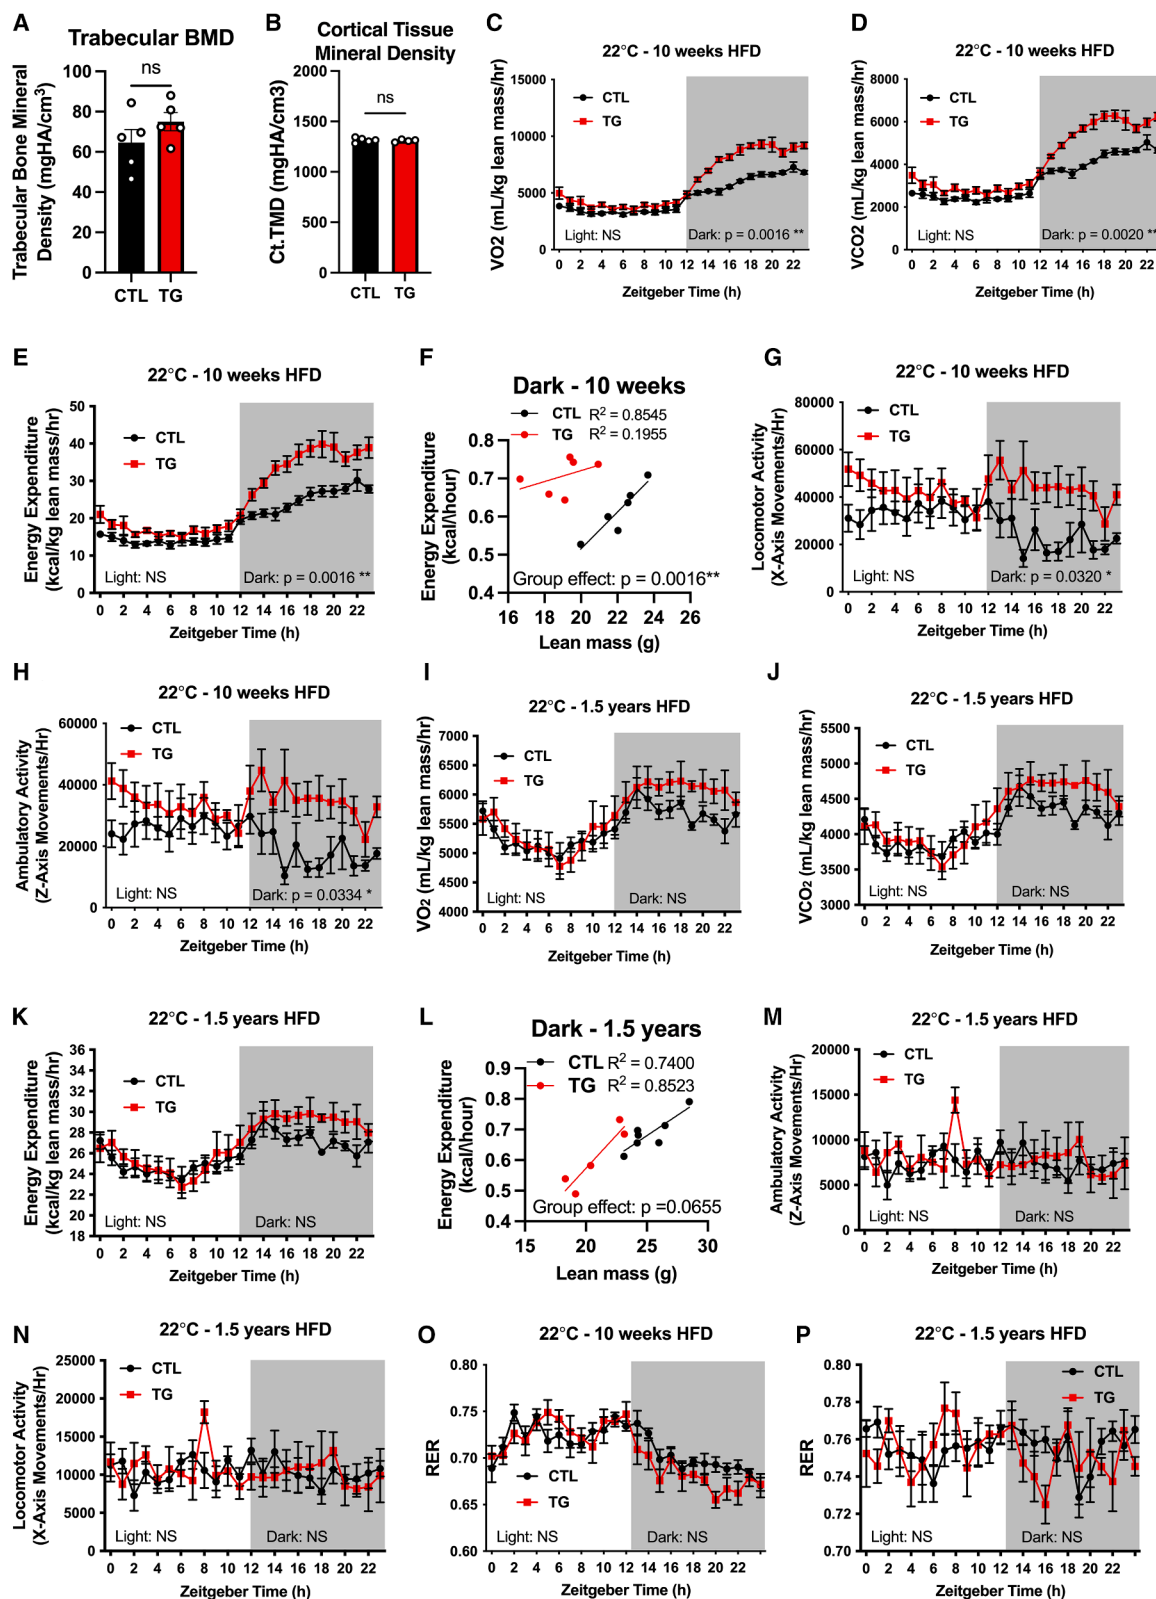 A
Trabecular BMD
Trabecular Bone Mineral
Density (mgHA/cm³)
100
80
60
40
20
0
ns
CTL TG
B
Cortical Tissue
Mineral Density
Ct.TMD (mgHA/cm3)
2000
1500
1000
500
0
ns
CTL TG
C
22°C - 10 weeks HFD
VO2 (mL/kg lean mass/hr)
15000
10000
5000
0
CTL
TG
Light: NS
Dark: p = 0.0016 **
0 2 4 6 8 10 12 14 16 18 20 22
Zeitgeber Time (h)
D
22°C - 10 weeks HFD
VCO2 (mL/kg lean mass/hr)
8000
6000
4000
2000
0
CTL
TG
Light: NS
Dark: p = 0.0020 **
0 2 4 6 8 10 12 14 16 18 20 22
Zeitgeber Time (h)
E
22°C - 10 weeks HFD
Energy Expenditure
(kcal/kg lean mass/hr)
50
40
30
20
10
0
CTL
TG
Light: NS
Dark: p = 0.0016 **
0 2 4 6 8 10 12 14 16 18 20 22
Zeitgeber Time (h)
F
Dark - 10 weeks
CTL R² = 0.8545
TG R² = 0.1955
Energy Expenditure
(kcal/hour)
0.8
0.7
0.6
0.5
0.4
Group effect: p = 0.0016**
16 18 20 22 24 26
Lean mass (g)
G
22°C - 10 weeks HFD
Locomotor Activity
(X-Axis Movements/Hr)
80000
60000
40000
20000
0
CTL
TG
Light: NS
Dark: p = 0.0320 *
0 2 4 6 8 10 12 14 16 18 20 22
Zeitgeber Time (h)
H
22°C - 10 weeks HFD
Ambulatory Activity
(Z-Axis Movements/Hr)
60000
40000
20000
0
CTL
TG
Light: NS
Dark: p = 0.0334 *
0 2 4 6 8 10 12 14 16 18 20 22
Zeitgeber Time (h)
I
22°C - 1.5 years HFD
VO₂ (mL/kg lean mass/hr)
7000
6500
6000
5500
5000
4500
4000
CTL
TG
Light: NS
Dark: NS
0 2 4 6 8 10 12 14 16 18 20 22
Zeitgeber Time (h)
J
22°C - 1.5 years HFD
VCO₂ (mL/kg lean mass/hr)
5500
5000
4500
4000
3500
3000
CTL
TG
Light: NS
Dark: NS
0 2 4 6 8 10 12 14 16 18 20 22
Zeitgeber Time (h)
K
22°C - 1.5 years HFD
Energy Expenditure
(kcal/kg lean mass/hr)
36
34
32
30
28
26
24
22
20
18
CTL
TG
Light: NS
Dark: NS
0 2 4 6 8 10 12 14 16 18 20 22
Zeitgeber Time (h)
L
Dark - 1.5 years
CTL R² = 0.7400
TG R² = 0.8523
Energy Expenditure
(kcal/hour)
0.9
0.8
0.7
0.6
0.5
0.4
Group effect: p =0.0655
15 20 25 30
Lean mass (g)
M
22°C - 1.5 years HFD
Ambulatory Activity
(Z-Axis Movements/Hr)
20000
15000
10000
5000
0
CTL
TG
Light: NS
Dark: NS
0 2 4 6 8 10 12 14 16 18 20 22
Zeitgeber Time (h)
N
22°C - 1.5 years HFD
Locomotor Activity
(X-Axis Movements/Hr)
25000
20000
15000
10000
5000
0
CTL
TG
Light: NS
Dark: NS
0 2 4 6 8 10 12 14 16 18 20 22
Zeitgeber Time (h)
O
22°C - 10 weeks HFD
RER
0.80
0.75
0.70
0.65
0.60
CTL
TG
Light: NS
Dark: NS
0 2 4 6 8 10 12 14 16 18 20 22
Zeitgeber Time (h)
P
22°C - 1.5 years HFD
RER
0.80
0.78
0.76
0.74
0.72
0.70
CTL
TG
Light: NS
Dark: NS
0 2 4 6 8 10 12 14 16 18 20 22
Zeitgeber Time (h)